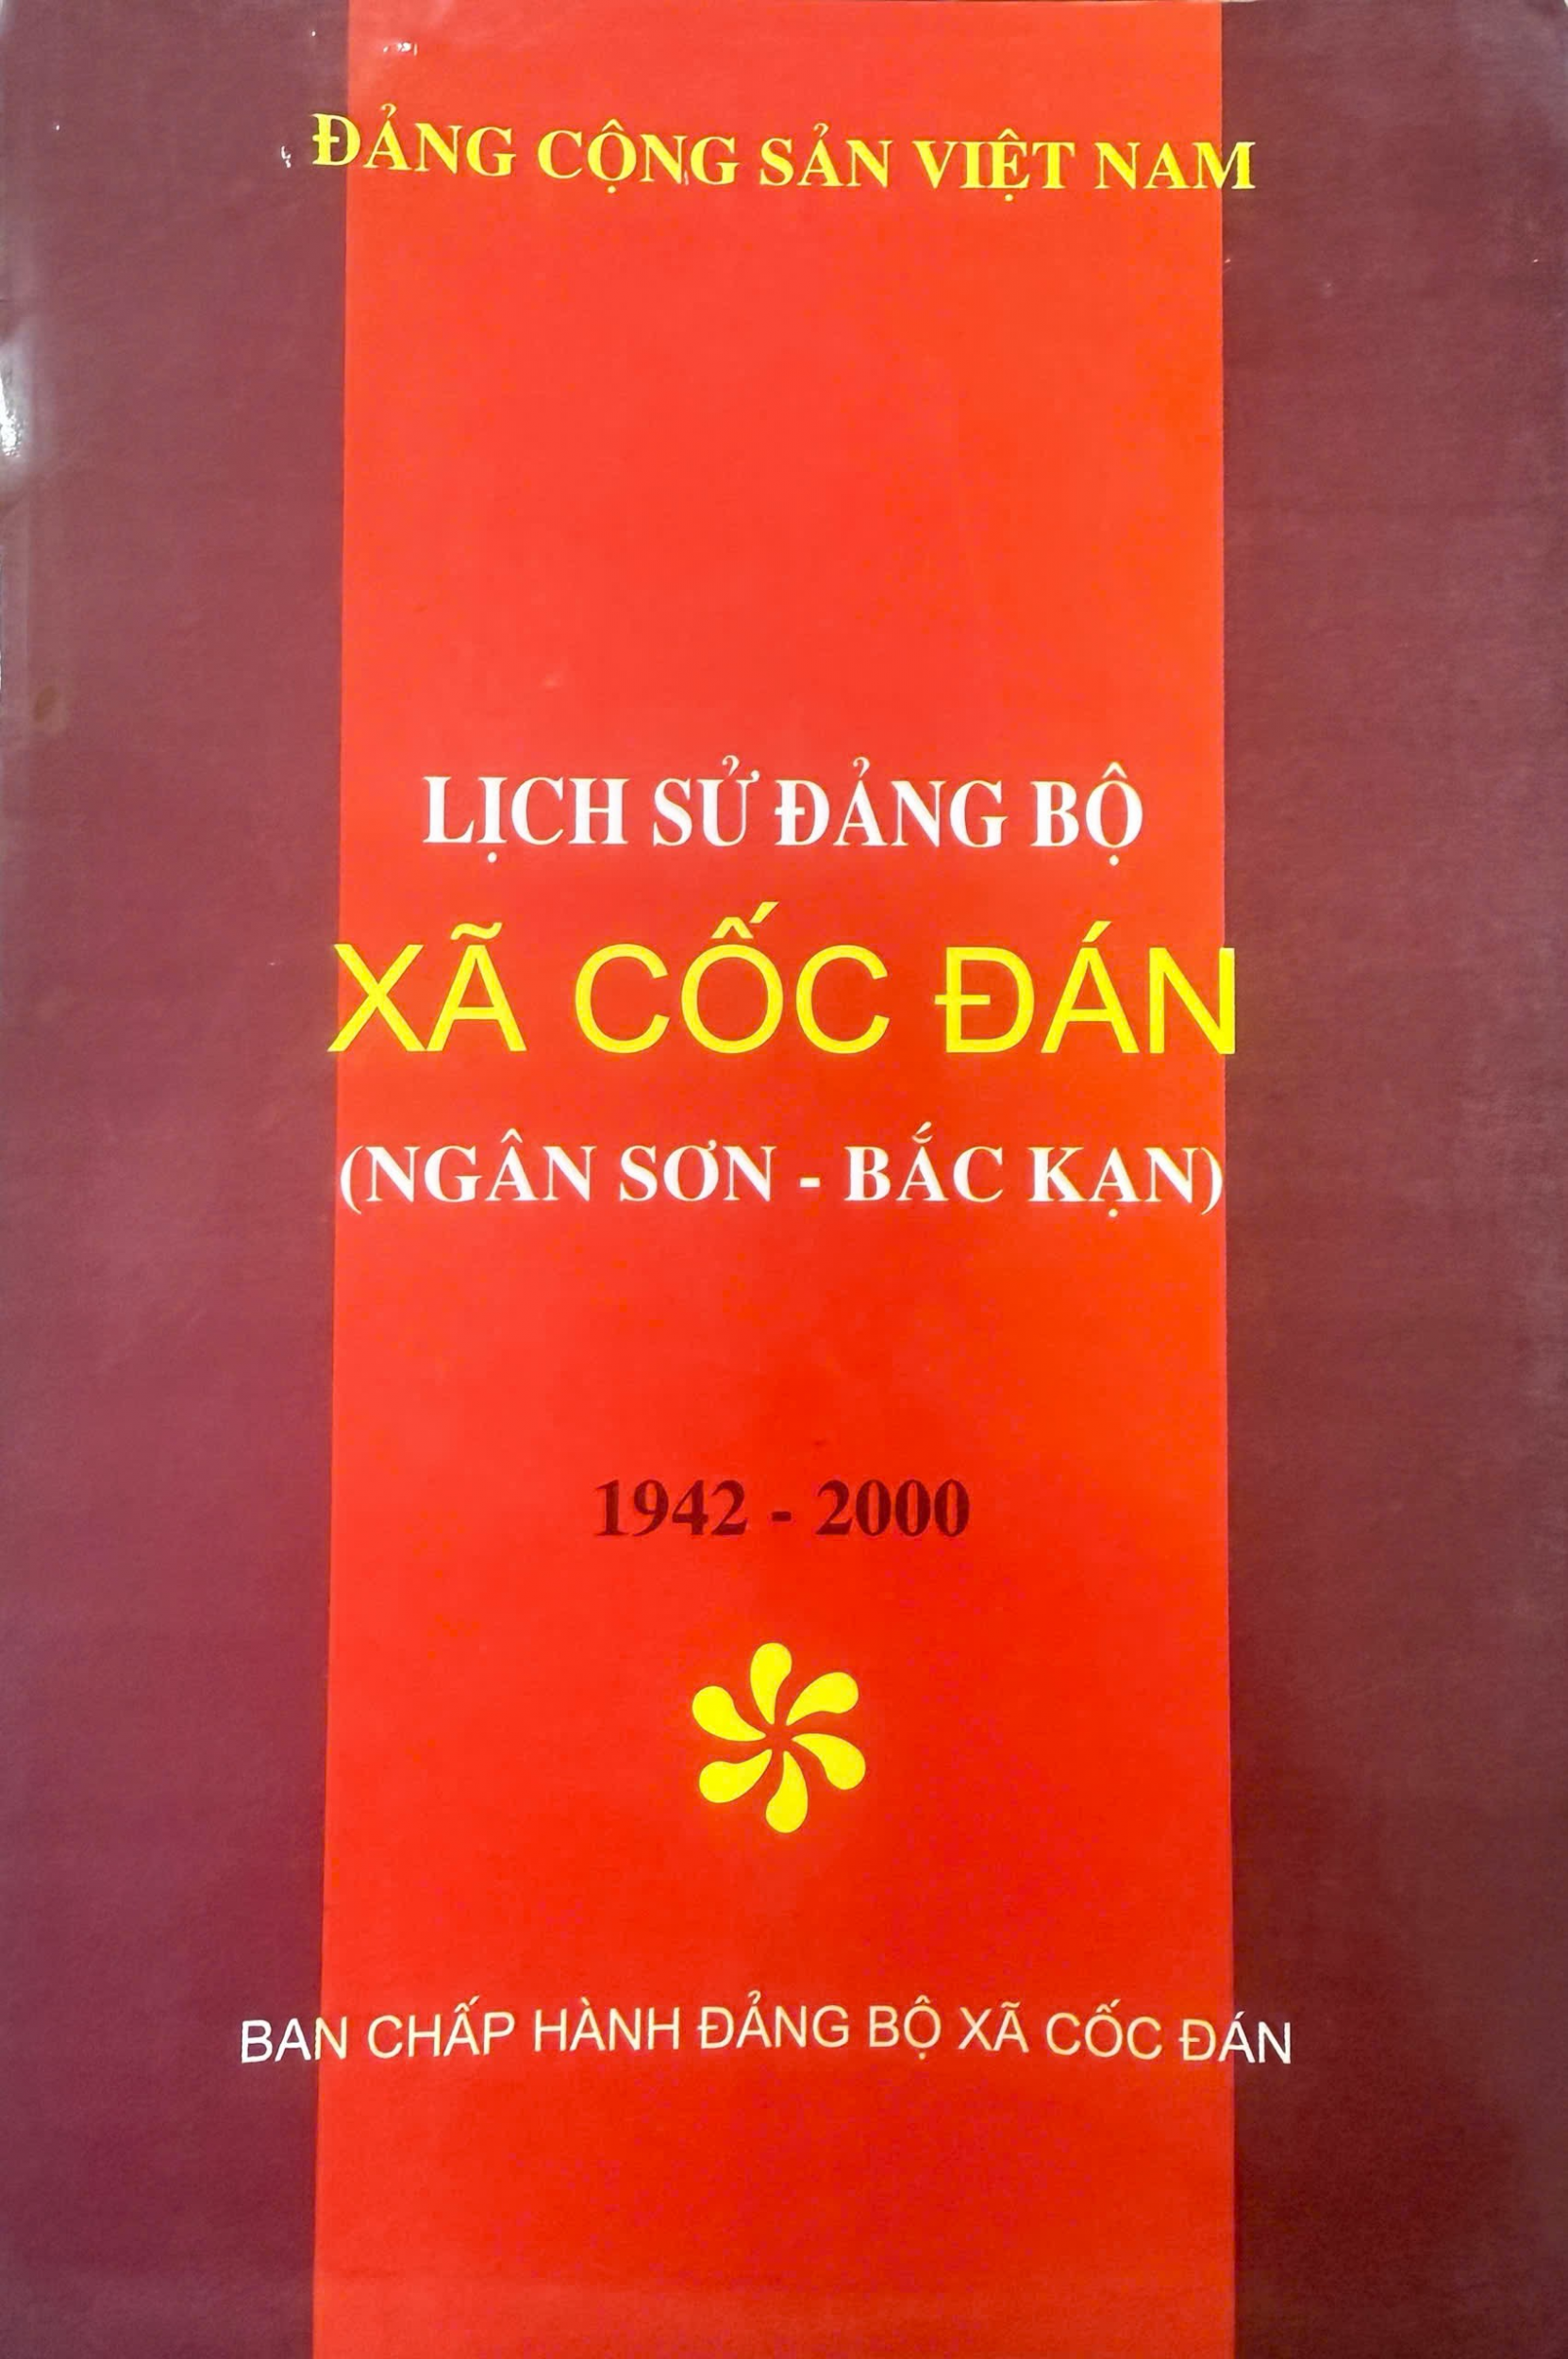 ĐẢNG CỘNG SẢN VIỆT NAM
LỊCH SỬ ĐẢNG BỘ
XÃ CỐC ĐÁN
(NGÂN SƠN - BẮC KẠN)
1942 - 2000
BAN CHẤP HÀNH ĐẢNG BỘ XÃ CỐC ĐÁN